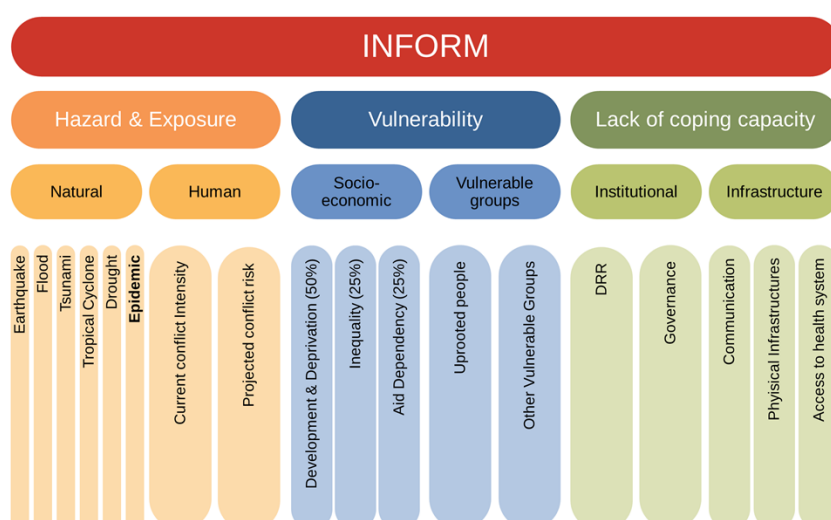 INFORM
Hazard & Exposure
Vulnerability
Lack of coping capacity
Natural
Human
Socio-
economic
Vulnerable
groups
Institutional
Infrastructure
Earthquake
Flood
Tsunami
Tropical Cyclone
Drought
Epidemic
Current conflict Intensity
Projected conflict risk
Development & Deprivation (50%)
Inequality (25%)
Aid Dependency (25%)
Uprooted people
Other Vulnerable Groups
DRR
Governance
Communication
Phyisical Infrastructures
Access to health system